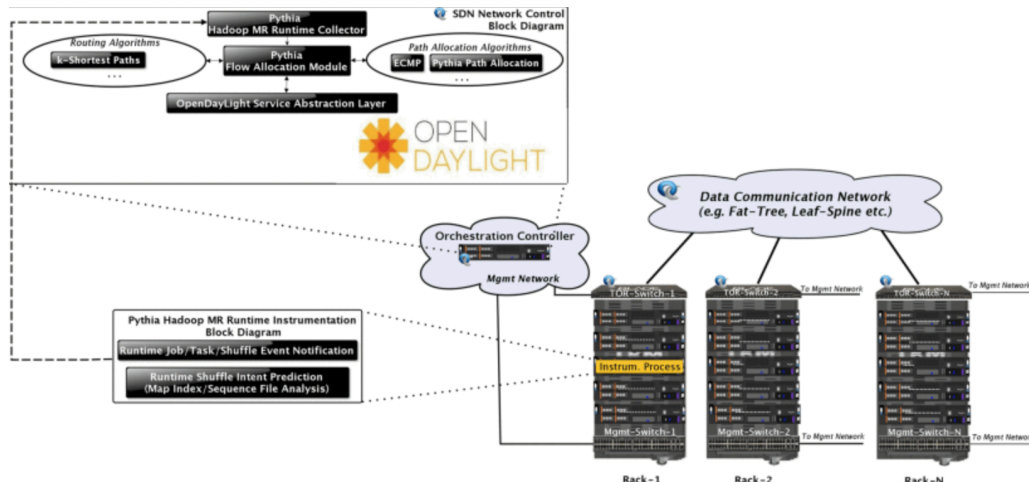 SDN Network Control
Block Diagram
Pythia
Hadoop MR Runtime Collector
Routing Algorithms
k-Shortest Paths
...
Pythia
Flow Allocation Module
Path Allocation Algorithms
ECMP
Pythia Path Allocation
...
OpenDayLight Service Abstraction Layer
OPEN
DAYLIGHT
Data Communication Network
(e.g. Fat-Tree, Leaf-Spine etc.)
Orchestration Controller
Mgmt Network
TOR-Switch-1
TOR-Switch-2
To Mgmt Network
TOR-Switch-N
To Mgmt Network
Pythia Hadoop MR Runtime Instrumentation
Block Diagram
Runtime Job/Task/Shuffle Event Notification
Runtime Shuffle Intent Prediction
(Map Index/Sequence File Analysis)
Instrum. Process
Mgmt-Switch-1
Mgmt-Switch-2
To Mgmt Network
Mgmt-Switch-N
To Mgmt Network
Rack-1
Rack-2
Rack-N